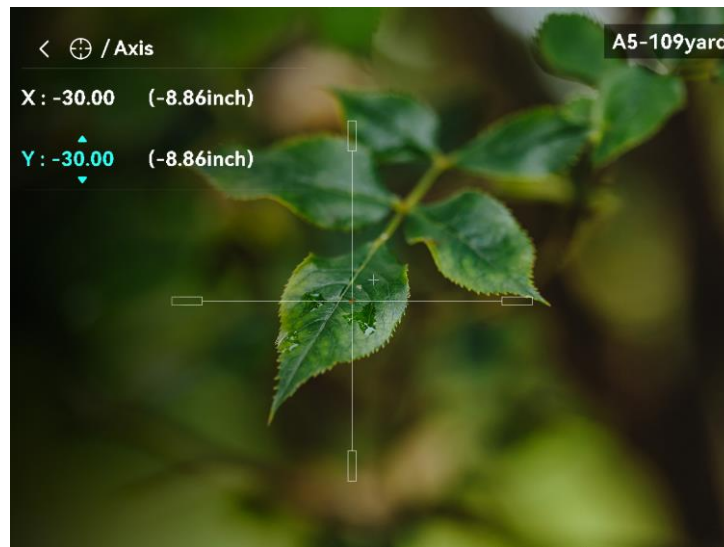 / Axis
A5-109yard
X : -30.00 (-8.86inch)
Y : -30.00 (-8.86inch)